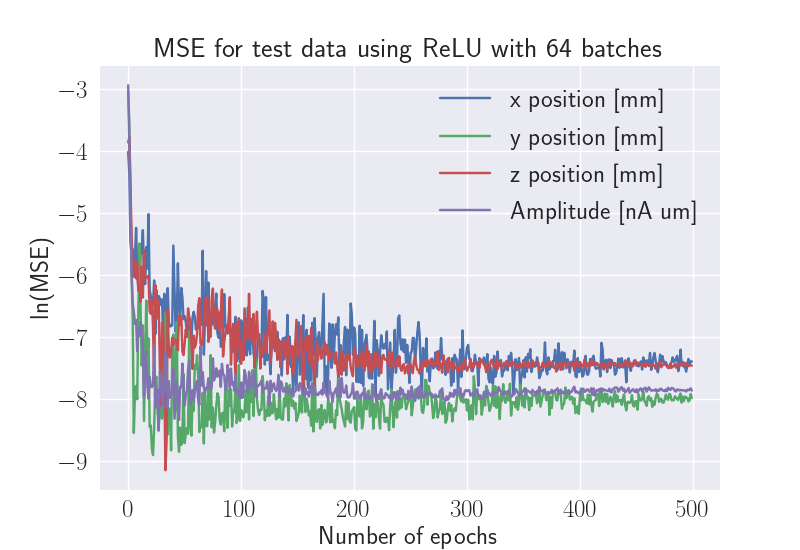 MSE for test data using ReLU with 64 batches
x position [mm]
y position [mm]
z position [mm]
Amplitude [nA um]
ln(MSE)
−3
−4
−5
−6
−7
−8
−9
0 100 200 300 400 500
Number of epochs